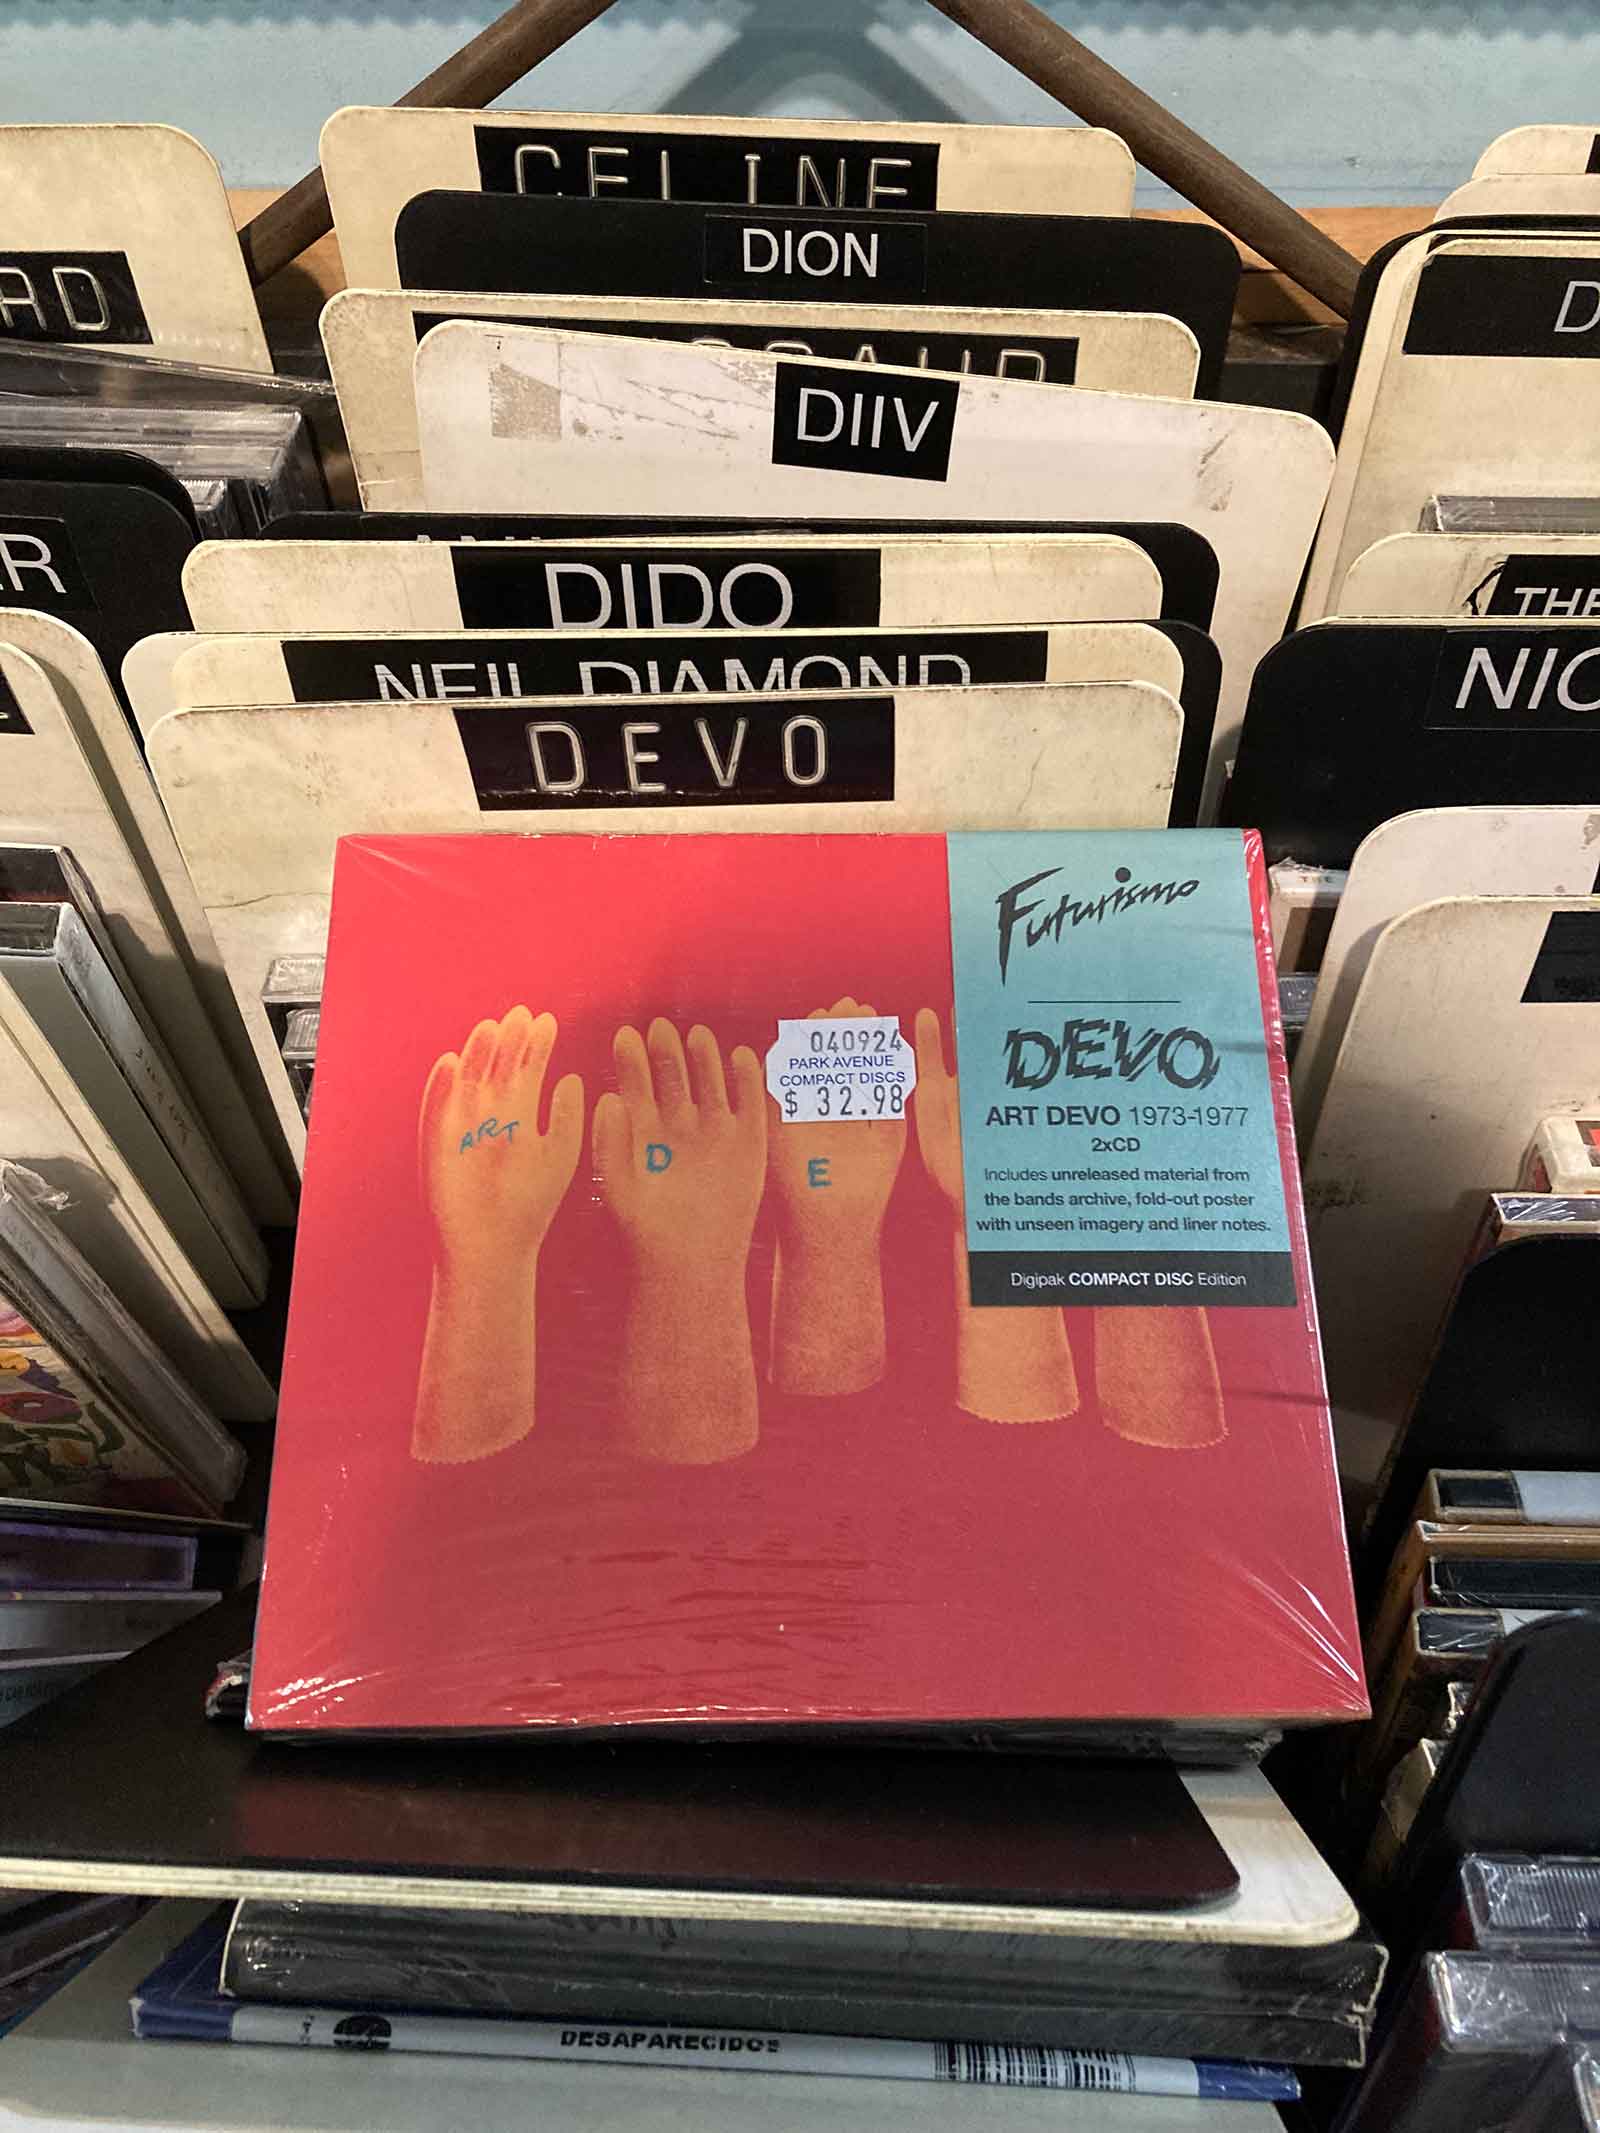 CELINE
DION
DIIV
DIDO
NEIL DIAMOND
DEVO
THE
NIC
Futurismo
DEVO
ART DEVO 1973-1977
2xCD
Includes unreleased material from
the bands archive, fold-out poster
with unseen imagery and liner notes.
Digipak COMPACT DISC Edition
040924
PARK AVENUE
COMPACT DISCS
$ 32.98
ART
D
E
DESAPARECIDOS